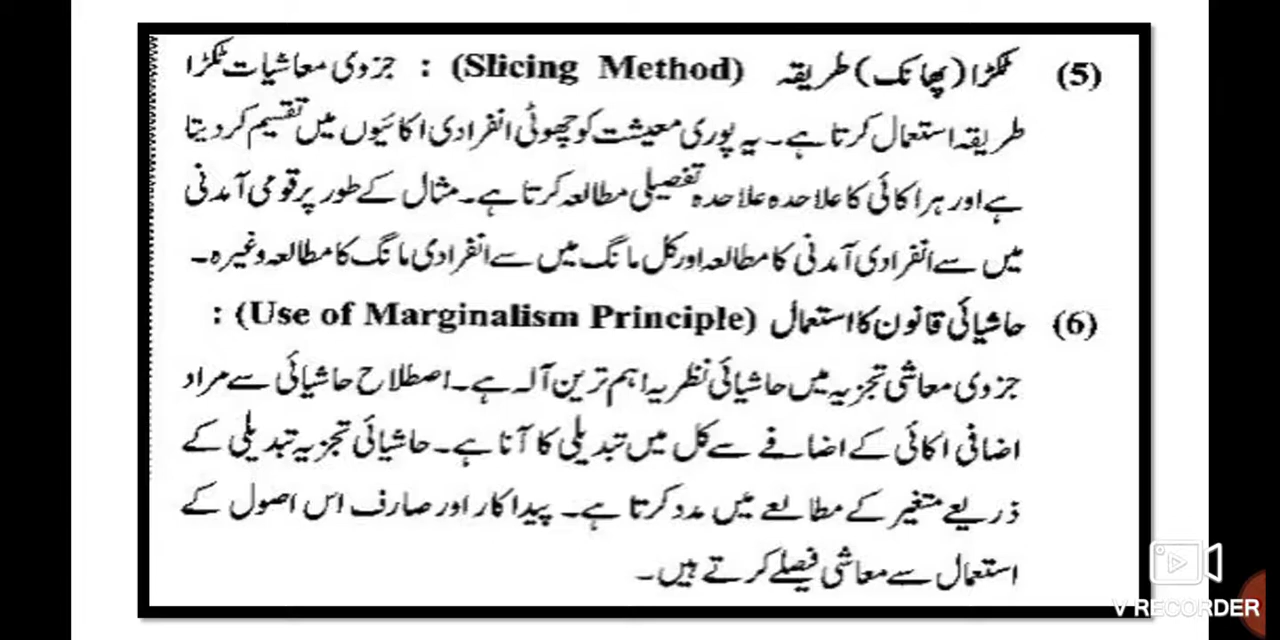 (5) ٹکڑا (پھانک) طریقہ (Slicing Method) : جزوی معاشیات ٹکڑا
طریقہ استعمال کرتا ہے۔ یہ پوری معیشت کو چھوٹی انفرادی اکائیوں میں تقسیم کر دیتا
ہے اور ہر اکائی کا علاحدہ علاحدہ تفصیلی مطالعہ کرتا ہے۔ مثال کے طور پر قومی آمدنی
میں سے انفرادی آمدنی کا مطالعہ اور کل مانگ میں سے انفرادی مانگ کا مطالعہ وغیرہ۔
(6) حاشیائی قانون کا استعمال (Use of Marginalism Principle) :
جزوی معاشی تجزیہ میں حاشیائی نظریہ اہم ترین آلہ ہے۔ اصطلاح حاشیائی سے مراد
اضافی اکائی کے اضافے سے کل میں تبدیلی کا آنا ہے۔ حاشیائی تجزیہ تبدیلی کے
ذریعے متغیر کے مطالعے میں مدد کرتا ہے۔ پیداکار اور صارف اس اصول کے
استعمال سے معاشی فیصلے کرتے ہیں۔
V RECORDER